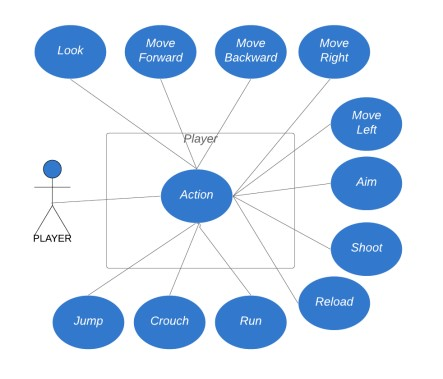 Look
Move
Forward
Move
Backward
Move
Right
Move
Left
Player
Aim
Action
PLAYER
Shoot
Reload
Jump
Crouch
Run